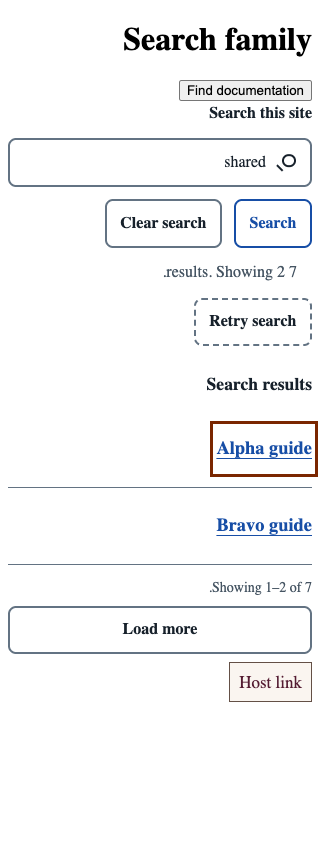 Search family
Find documentation
Search this site
shared
Clear search
Search
.results. Showing 2 7
Retry search
Search results
Alpha guide
Bravo guide
.Showing 1–2 of 7
Load more
Host link